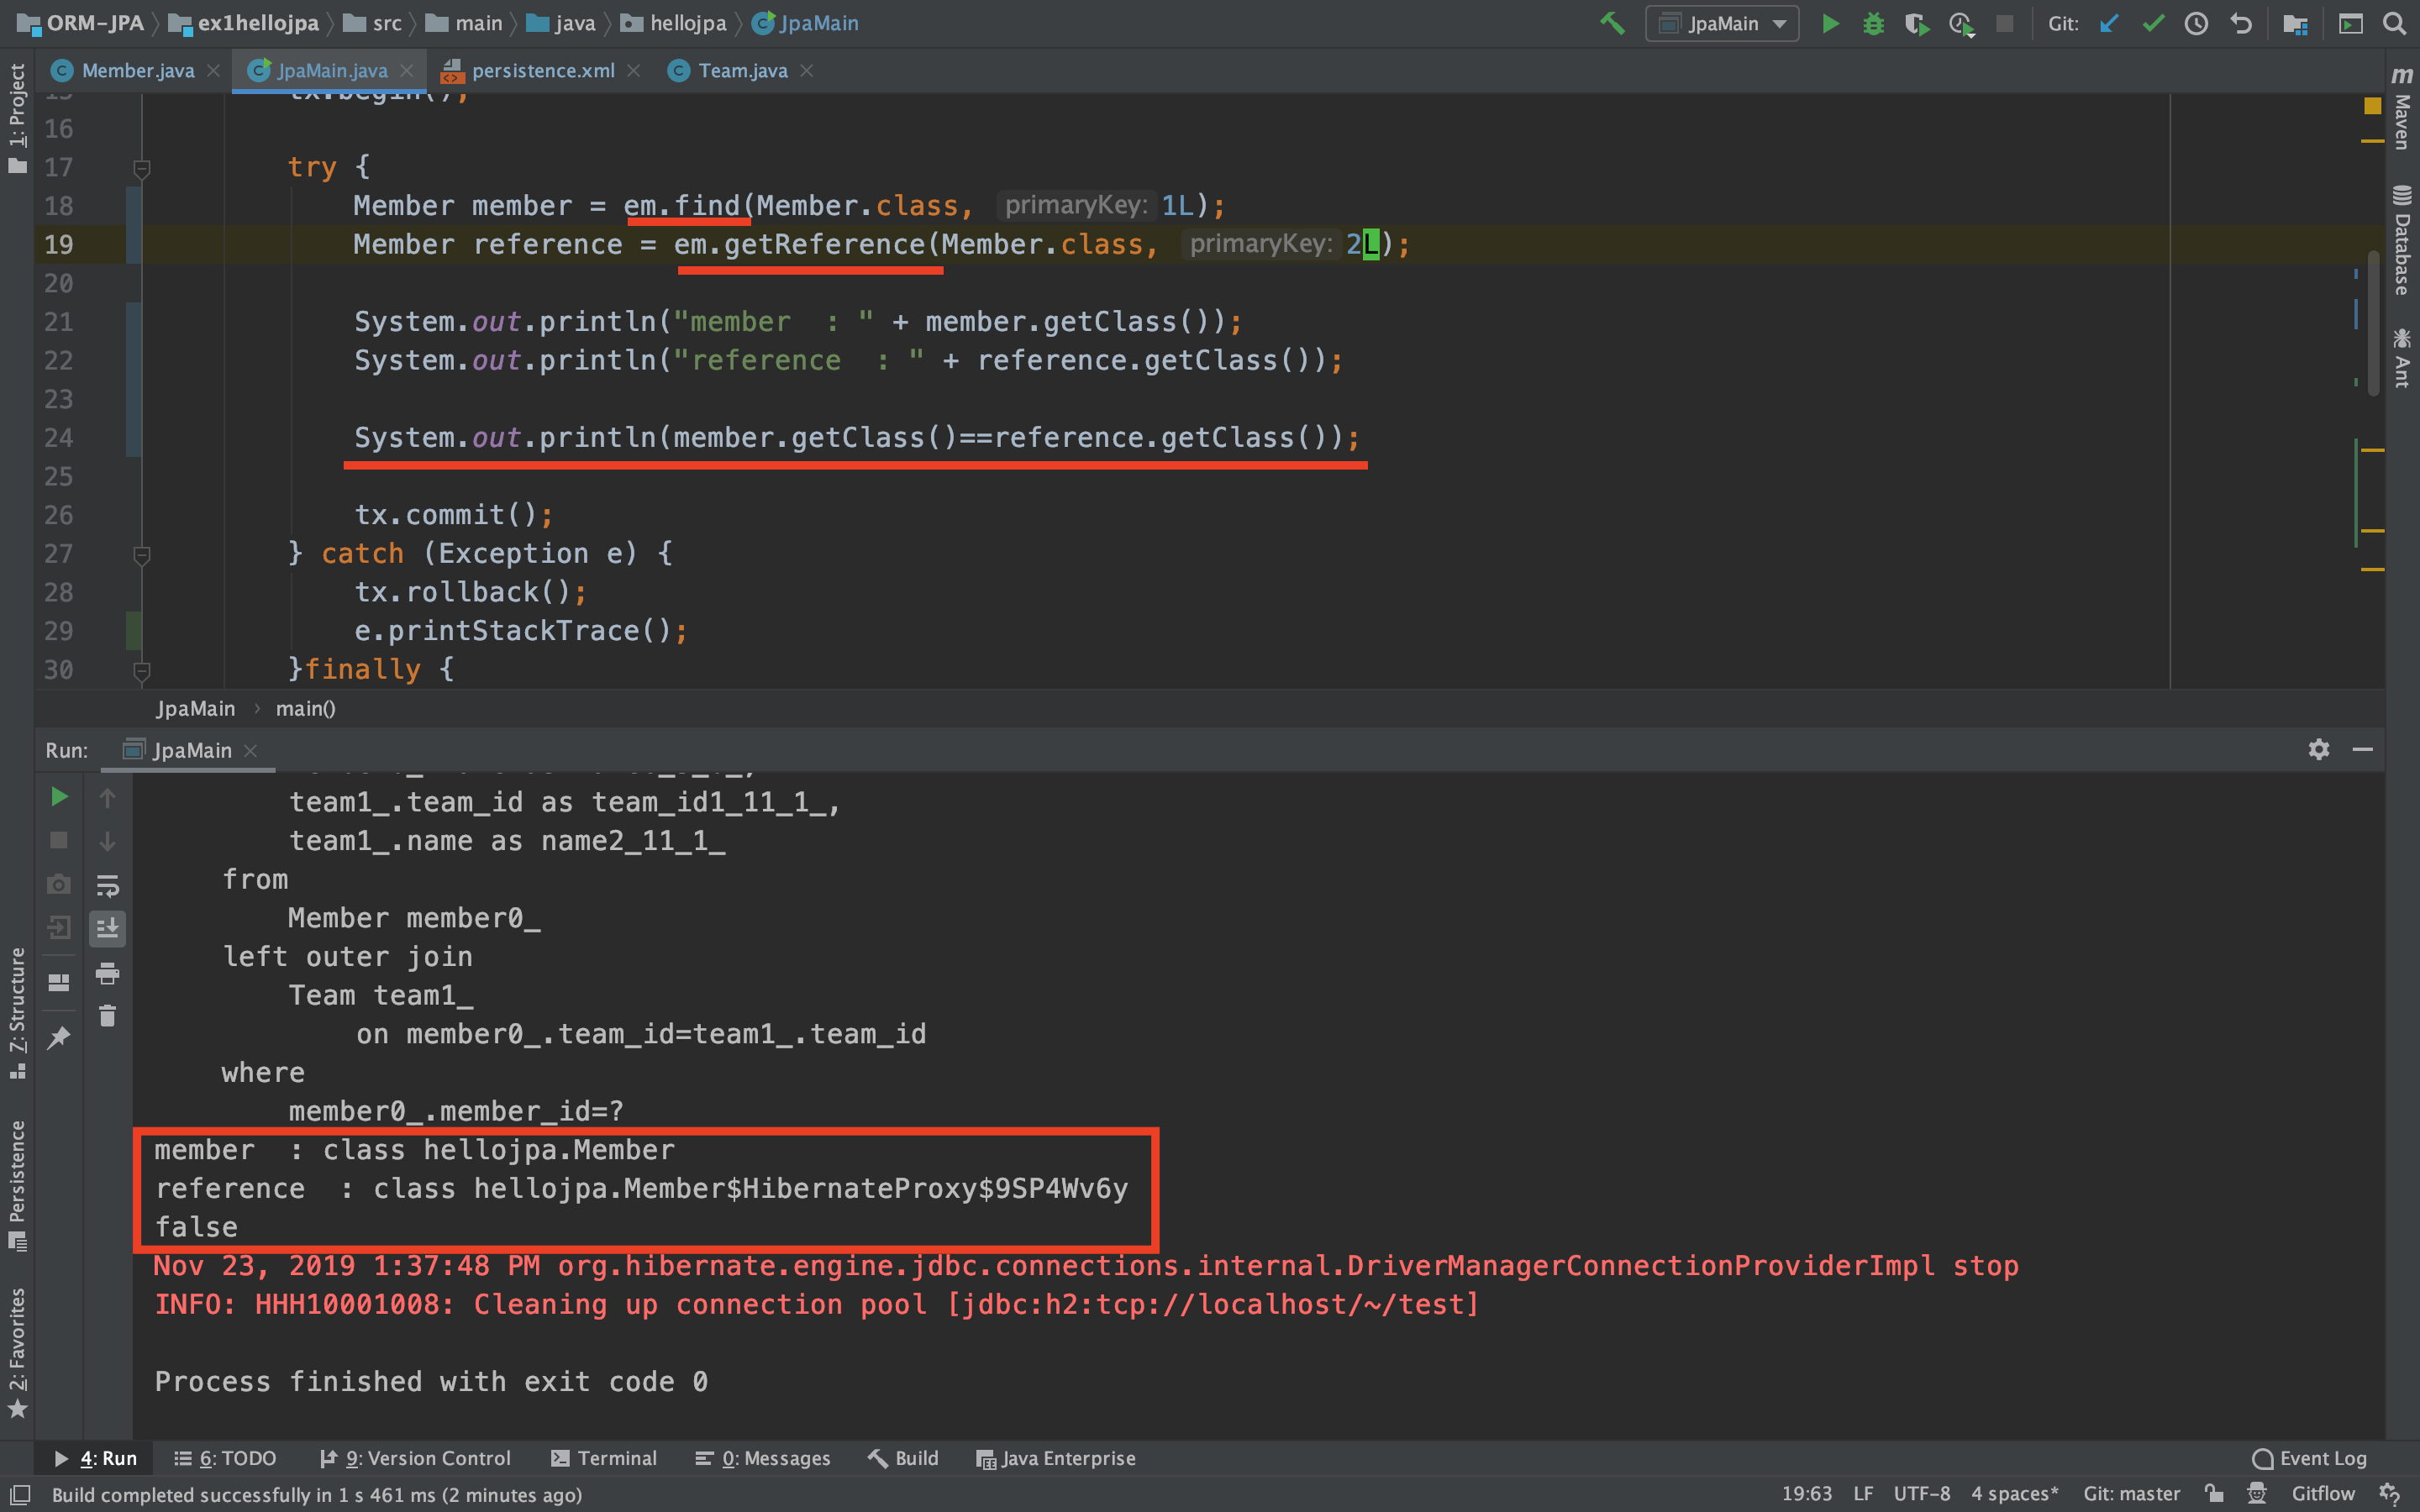 ORM-JPA ex1hellojpa src main java hellojpa JpaMain JpaMain Git:
Member.java JpaMain.java persistence.xml Team.java
1: Project
m Maven
Database
Ant
15 tx.begin();
16
17 try {
18 Member member = em.find(Member.class, primaryKey: 1L);
19 Member reference = em.getReference(Member.class, primaryKey: 2L);
20
21 System.out.println("member  : " + member.getClass());
22 System.out.println("reference  : " + reference.getClass());
23
24 System.out.println(member.getClass()==reference.getClass());
25
26 tx.commit();
27 } catch (Exception e) {
28 tx.rollback();
29 e.printStackTrace();
30 }finally {
JpaMain main()
Run: JpaMain
team1_.team_id as team_id1_11_1_,
team1_.name as name2_11_1_
from
Member member0_
left outer join
Team team1_
on member0_.team_id=team1_.team_id
where
member0_.member_id=?
member  : class hellojpa.Member
reference  : class hellojpa.Member$HibernateProxy$9SP4Wv6y
false
Nov 23, 2019 1:37:48 PM org.hibernate.engine.jdbc.connections.internal.DriverManagerConnectionProviderImpl stop
INFO: HHH10001008: Cleaning up connection pool [jdbc:h2:tcp://localhost/~/test]
Process finished with exit code 0
Z: Structure
Persistence
2: Favorites
4: Run 6: TODO 9: Version Control Terminal 0: Messages Build Java Enterprise Event Log
Build completed successfully in 1 s 461 ms (2 minutes ago) 19:63 LF UTF-8 4 spaces* Git: master Gitflow